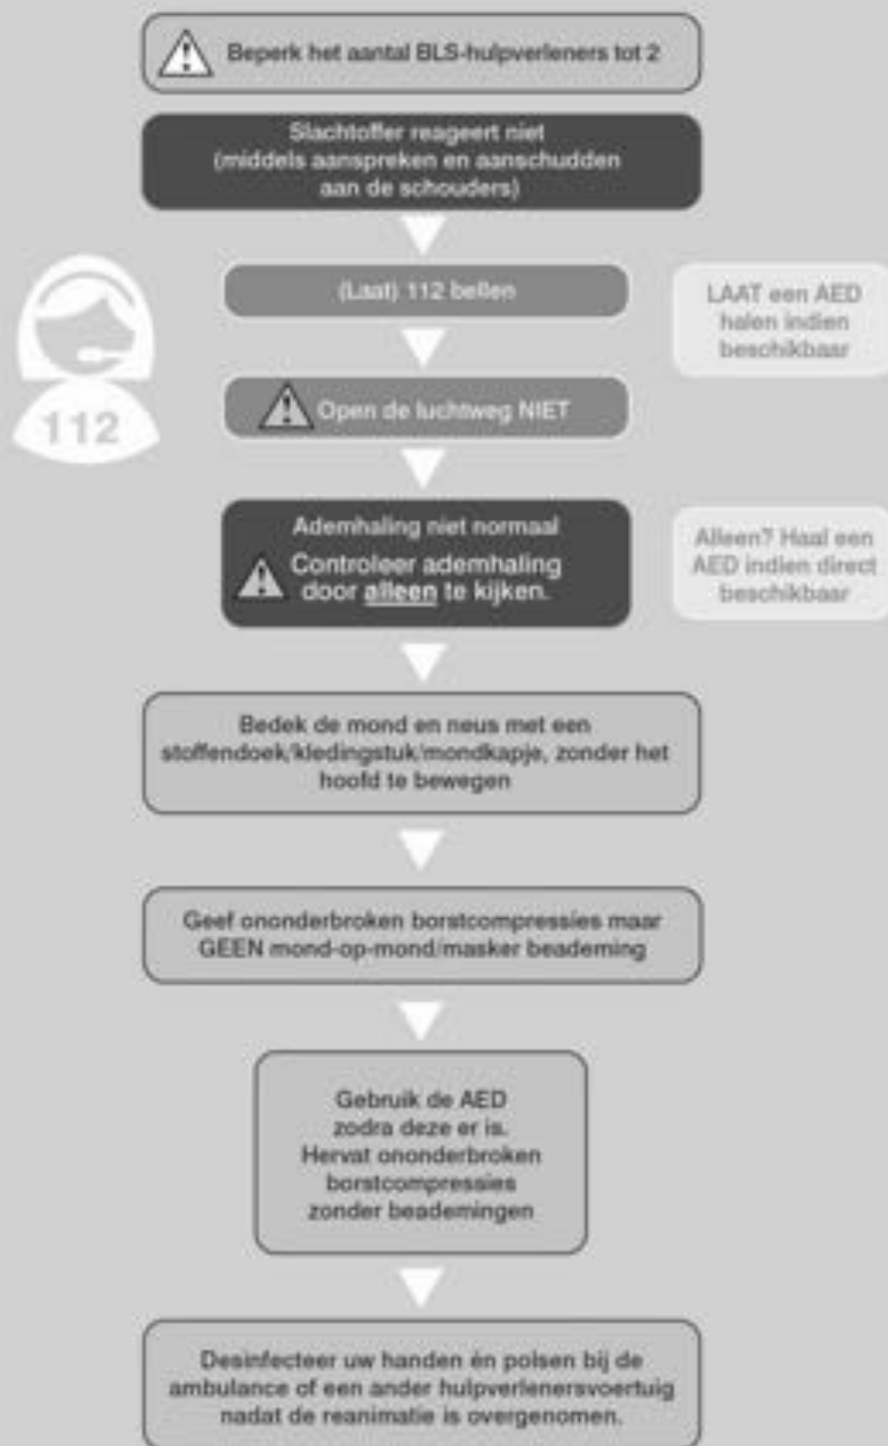 Beperk het aantal BLS-hulpverleners tot 2
Slachtoffer reageert niet
(middels aanspreken en aanschudden
aan de schouders)
(Laat) 112 bellen
LAAT een AED
halen indien
beschikbaar
112
Open de luchtweg NIET
Ademhaling niet normaal
Controleer ademhaling
door alleen te kijken.
Alleen? Haal een
AED indien direct
beschikbaar
Bedek de mond en neus met een
stoffendoek/kledingstuk/mondkapje, zonder het
hoofd te bewegen
Geef ononderbroken borstcompressies maar
GEEN mond-op-mond/masker beademing
Gebruik de AED
zodra deze er is.
Hervat ononderbroken
borstcompressies
zonder beademingen
Desinfecteer uw handen én polsen bij de
ambulance of een ander hulpverlenersvoertuig
nadat de reanimatie is overgenomen.